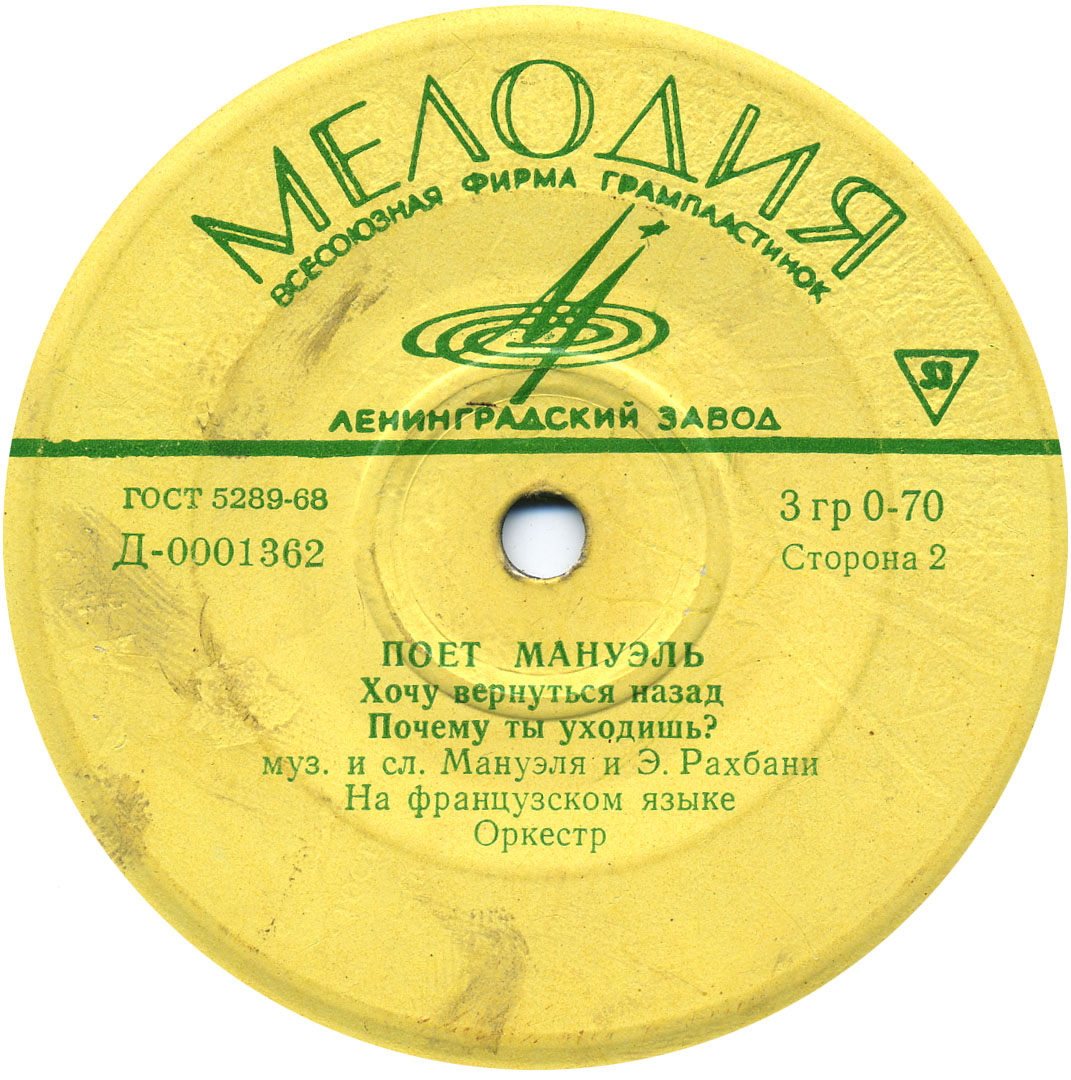 МЕЛОДИЯ
ВСЕСОЮЗНАЯ ФИРМА ГРАМПЛАСТИНОК
ЛЕНИНГРАДСКИЙ ЗАВОД
ГОСТ 5289-68
3 гр 0-70
Д-0001362
Сторона 2
ПОЕТ МАНУЭЛЬ
Хочу вернуться назад
Почему ты уходишь?
муз. и сл. Мануэля и Э. Рахбани
На французском языке
Оркестр